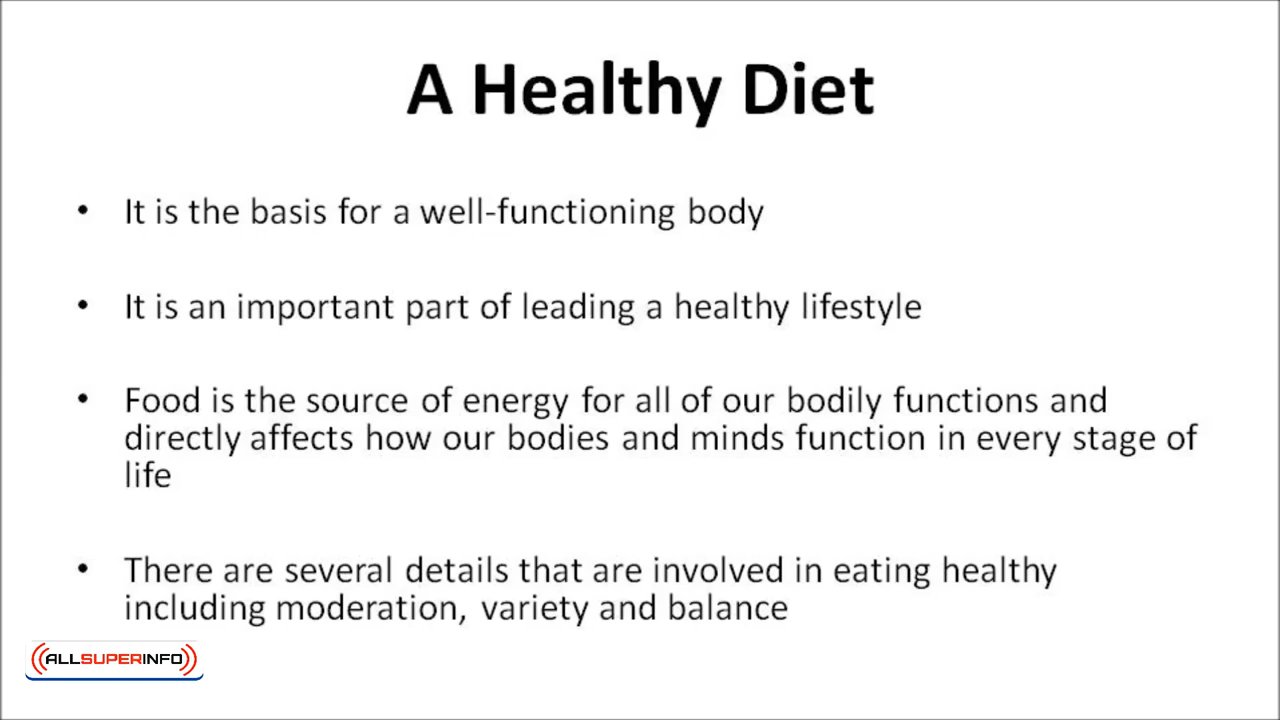 A Healthy Diet
• It is the basis for a well-functioning body
• It is an important part of leading a healthy lifestyle
• Food is the source of energy for all of our bodily functions and
directly affects how our bodies and minds function in every stage of
life
• There are several details that are involved in eating healthy
including moderation, variety and balance
ALLSUPERINFO